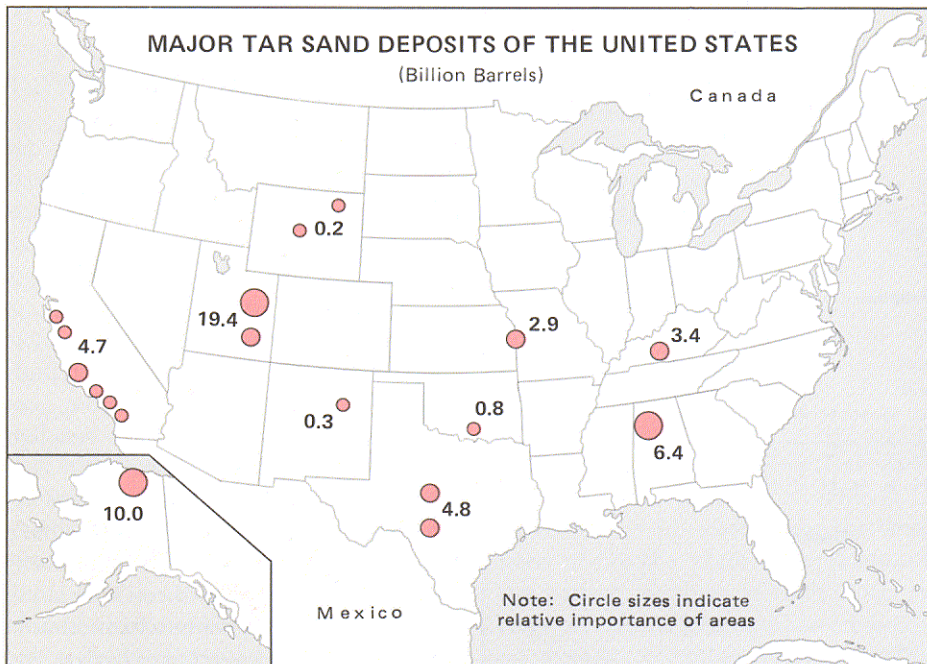 MAJOR TAR SAND DEPOSITS OF THE UNITED STATES
(Billion Barrels)
Canada
0.2
19.4
2.9
4.7
3.4
0.3
0.8
6.4
10.0
4.8
Mexico
Note: Circle sizes indicate
relative importance of areas